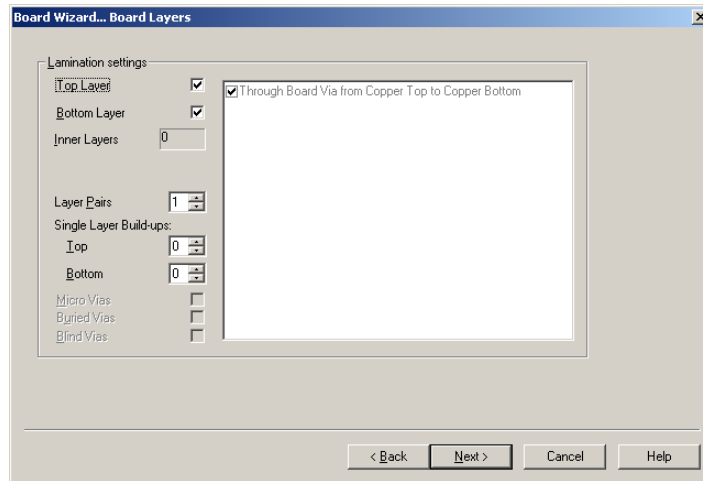 Board Wizard... Board Layers
Lamination settings
Top Layer
Through Board Via from Copper Top to Copper Bottom
Bottom Layer
Inner Layers 0
Layer Pairs 1
Single Layer Build-ups:
Top 0
Bottom 0
Micro Vias
Buried Vias
Blind Vias
< Back Next > Cancel Help